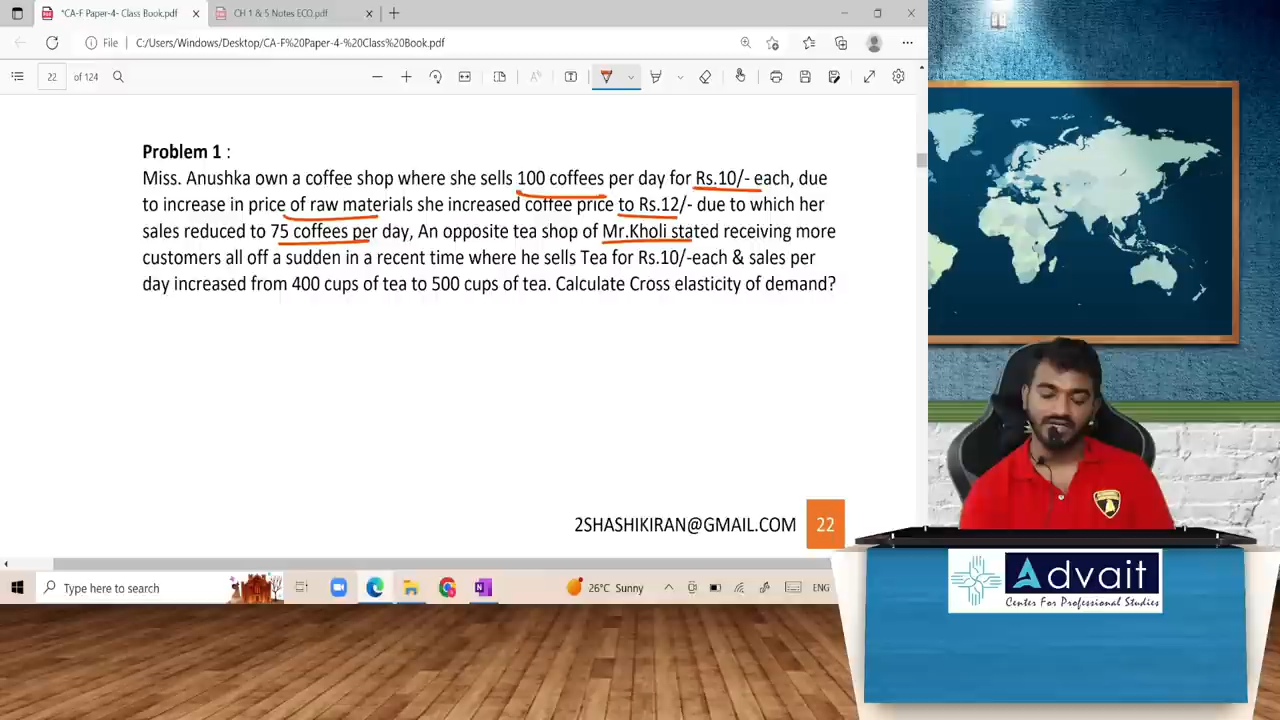 *CA-F Paper-4- Class Book.pdf
CH 1 & 5 Notes ECO.pdf
File
C:/Users/Windows/Desktop/CA-F%20Paper-4-%20Class%20Book.pdf
22 of 124
Problem 1 :
Miss. Anushka own a coffee shop where she sells 100 coffees per day for Rs.10/- each, due
to increase in price of raw materials she increased coffee price to Rs.12/- due to which her
sales reduced to 75 coffees per day, An opposite tea shop of Mr.Kholi stated receiving more
customers all off a sudden in a recent time where he sells Tea for Rs.10/-each & sales per
day increased from 400 cups of tea to 500 cups of tea. Calculate Cross elasticity of demand?
2SHASHIKIRAN@GMAIL.COM 22
Type here to search
26°C Sunny
ENG
Advait
Center For Professional Studies